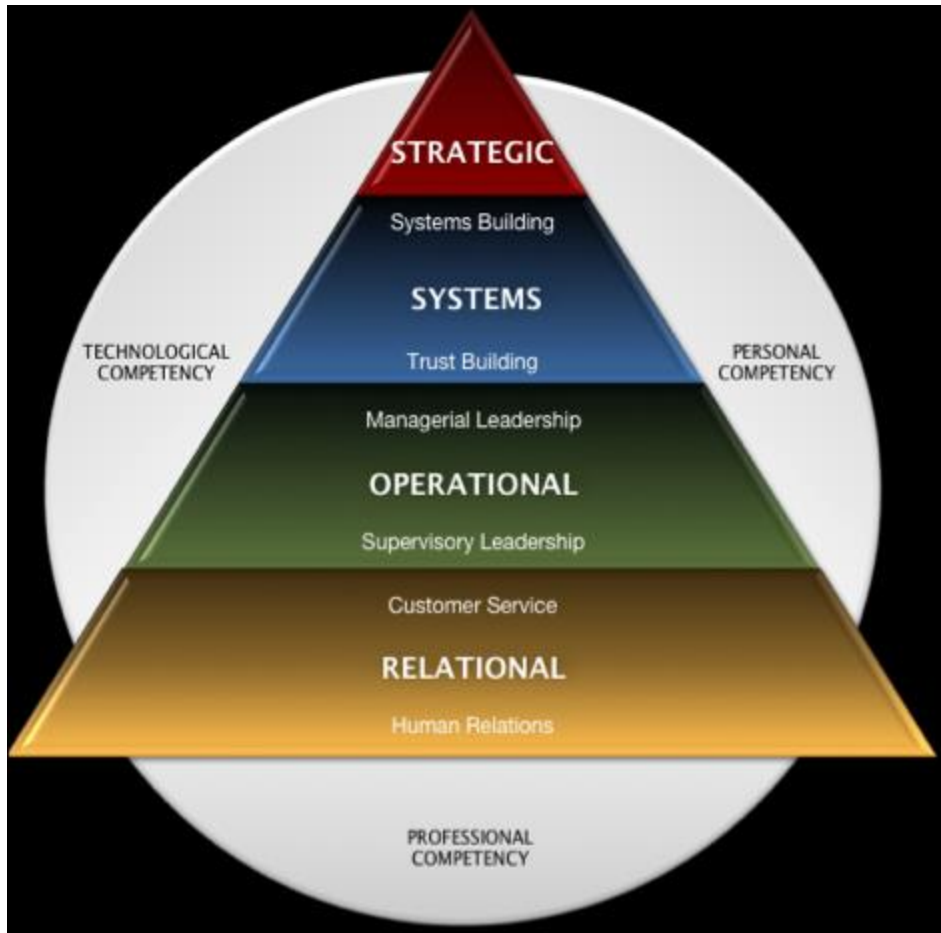 STRATEGIC
Systems Building
SYSTEMS
TECHNOLOGICAL
COMPETENCY
PERSONAL
COMPETENCY
Trust Building
Managerial Leadership
OPERATIONAL
Supervisory Leadership
Customer Service
RELATIONAL
Human Relations
PROFESSIONAL
COMPETENCY